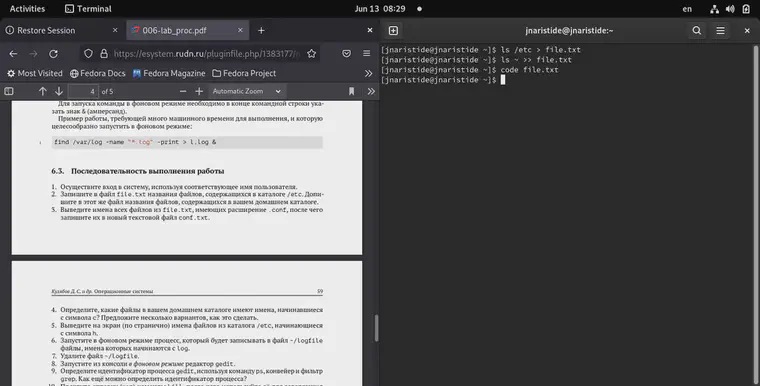 Activities Terminal Jun 13 08:29 en
Restore Session 006-lab_proc.pdf
https://esystem.rudn.ru/pluginfile.php/1383177/
Most Visited Fedora Docs Fedora Magazine Fedora Project
4 of 5 Automatic Zoom
Для запуска команды в фоновом режиме необходимо в конце командной строки ука-
зать знак & (амперсанд).
Пример работы, требующей много машинного времени для выполнения, и которую
целесообразно запустить в фоновом режиме:
1 find /var/log -name "*.log" -print > l.log &
6.3. Последовательность выполнения работы
1. Осуществите вход в систему, используя соответствующее имя пользователя.
2. Запишите в файл file.txt названия файлов, содержащихся в каталоге /etc. Допи-
шите в этот же файл названия файлов, содержащихся в вашем домашнем каталоге.
3. Выведите имена всех файлов из file.txt, имеющих расширение .conf, после чего
запишите их в новый текстовой файл conf.txt.
Кулябов Д. С. и др. Операционные системы 59
4. Определите, какие файлы в вашем домашнем каталоге имеют имена, начинавшиеся
с символа c? Предложите несколько вариантов, как это сделать.
5. Выведите на экран (по странично) имена файлов из каталога /etc, начинающиеся
с символа h.
6. Запустите в фоновом режиме процесс, который будет записывать в файл ~/logfile
файлы, имена которых начинаются с log.
7. Удалите файл ~/logfile.
8. Запустите из консоли в фоновом режиме редактор gedit.
9. Определите идентификатор процесса gedit, используя команду ps, конвейер и фильтр
grep. Как ещё можно определить идентификатор процесса?
jnaristide@jnaristide:~
[jnaristide@jnaristide ~]$ ls /etc > file.txt
[jnaristide@jnaristide ~]$ ls ~ >> file.txt
[jnaristide@jnaristide ~]$ code file.txt
[jnaristide@jnaristide ~]$